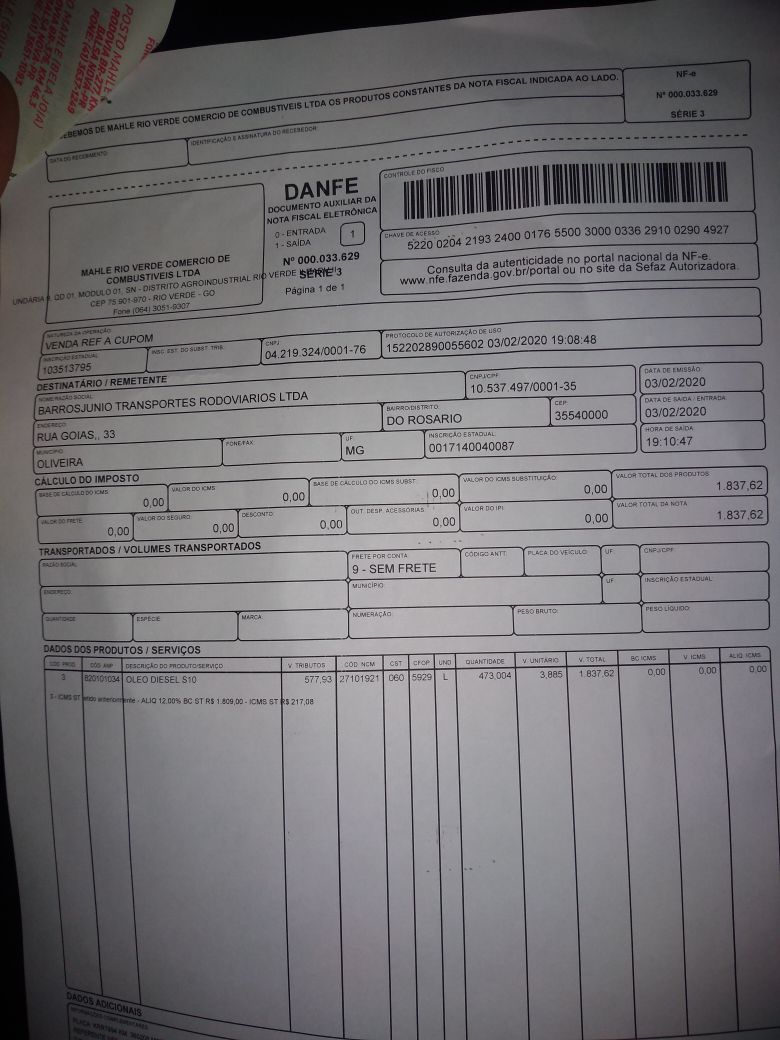 POSTO MAHLE
RODOVIA BR-277, KM
BALSA NOVA-PR
EBEMOS DE MAHLE RIO VERDE COMERCIO DE COMBUSTIVEIS LTDA OS PRODUTOS CONSTANTES DA NOTA FISCAL INDICADA AO LADO.
NF-e
Nº 000.033.629
SÉRIE 3
DATA DO RECEBIMENTO:
IDENTIFICAÇÃO E ASSINATURA DO RECEBEDOR
DANFE
DOCUMENTO AUXILIAR DA
NOTA FISCAL ELETRÔNICA
0 - ENTRADA
1 - SAÍDA
1
Nº 000.033.629
SÉRIE 3
Página 1 de 1
MAHLE RIO VERDE COMERCIO DE
COMBUSTIVEIS LTDA
QD 01, MODULO 01, SN - DISTRITO AGROINDUSTRIAL RIO VERDE
CEP 75.901-970 - RIO VERDE - GO
Fone (064) 3051-9307
CONTROLE DO FISCO
CHAVE DE ACESSO
5220 0204 2193 2400 0176 5500 3000 0336 2910 0290 4927
Consulta da autenticidade no portal nacional da NF-e.
www.nfe.fazenda.gov.br/portal ou no site da Sefaz Autorizadora.
NATUREZA DA OPERAÇÃO:
VENDA REF A CUPOM
INSCRIÇÃO ESTADUAL
103513795
INSC. EST. DO SUBST. TRIB.
CNPJ
04.219.324/0001-76
PROTOCOLO DE AUTORIZAÇÃO DE USO
152202890055602 03/02/2020 19:08:48
DESTINATÁRIO / REMETENTE
NOME/RAZÃO SOCIAL
BARROSJUNIO TRANSPORTES RODOVIARIOS LTDA
CNPJ/CPF:
10.537.497/0001-35
DATA DE EMISSÃO:
03/02/2020
ENDEREÇO:
RUA GOIAS,, 33
BAIRRO/DISTRITO:
DO ROSARIO
CEP:
35540000
DATA DE SAÍDA / ENTRADA:
03/02/2020
MUNICÍPIO
OLIVEIRA
FONE/FAX:
UF
MG
INSCRIÇÃO ESTADUAL:
0017140040087
HORA DE SAÍDA
19:10:47
CÁLCULO DO IMPOSTO
BASE DE CÁLCULO DO ICMS:
0,00
VALOR DO ICMS:
0,00
BASE DE CÁLCULO DO ICMS SUBST:
0,00
VALOR DO ICMS SUBSTITUIÇÃO:
0,00
VALOR TOTAL DOS PRODUTOS
1.837,62
VALOR DO FRETE:
0,00
VALOR DO SEGURO:
0,00
DESCONTO:
0,00
OUT. DESP. ACESSÓRIAS:
0,00
VALOR DO IPI:
0,00
VALOR TOTAL DA NOTA
1.837,62
TRANSPORTADOS / VOLUMES TRANSPORTADOS
RAZÃO SOCIAL:
FRETE POR CONTA:
9 - SEM FRETE
CÓDIGO ANTT:
PLACA DO VEÍCULO:
UF:
CNPJ/CPF:
ENDEREÇO:
MUNICÍPIO:
UF
INSCRIÇÃO ESTADUAL:
QUANTIDADE
ESPÉCIE:
MARCA:
NUMERAÇÃO:
PESO BRUTO:
PESO LÍQUIDO:
DADOS DOS PRODUTOS / SERVIÇOS
CÓD. PROD. CÓD. ANP DESCRIÇÃO DO PRODUTO/SERVIÇO V. TRIBUTOS CÓD. NCM CST CFOP UND QUANTIDADE V. UNITÁRIO V. TOTAL BC ICMS V. ICMS ALIQ. ICMS
3 820101034 OLEO DIESEL S10 577,93 27101921 060 5929 L 473,004 3,885 1.837,62 0,00 0,00 0,00
3 - ICMS ST retido anteriormente - ALIQ 12,00% BC ST R$ 1.809,00 - ICMS ST R$ 217,08
DADOS ADICIONAIS
INFORMAÇÕES COMPLEMENTARES